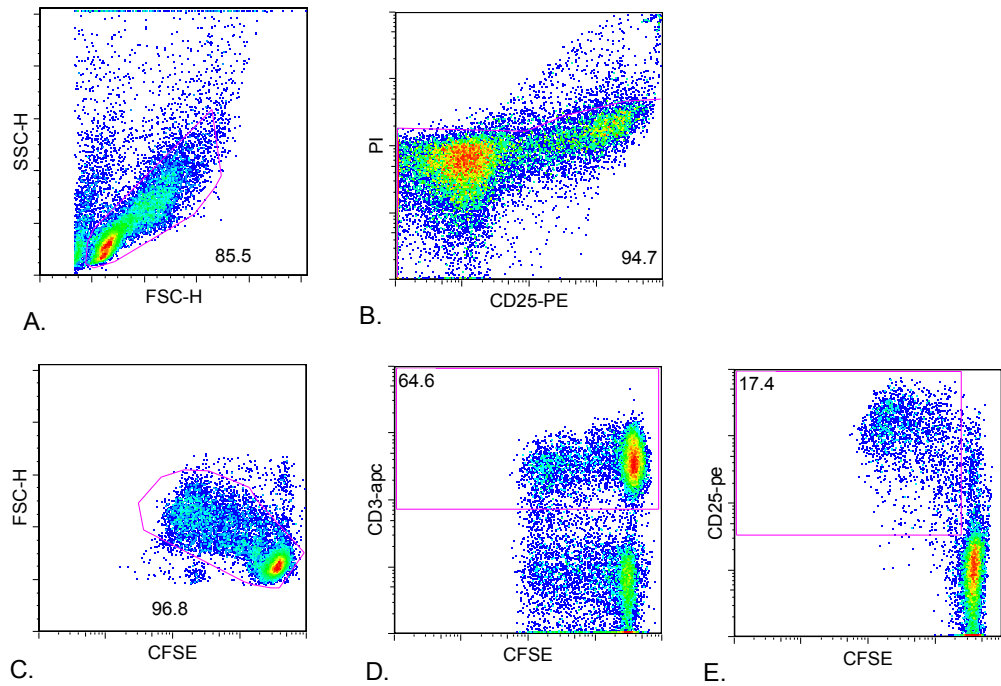 SSC-H
85.5
FSC-H
A.
PI
94.7
CD25-PE
B.
FSC-H
96.8
CFSE
C.
64.6
CD3-apc
CFSE
D.
17.4
CD25-pe
CFSE
E.